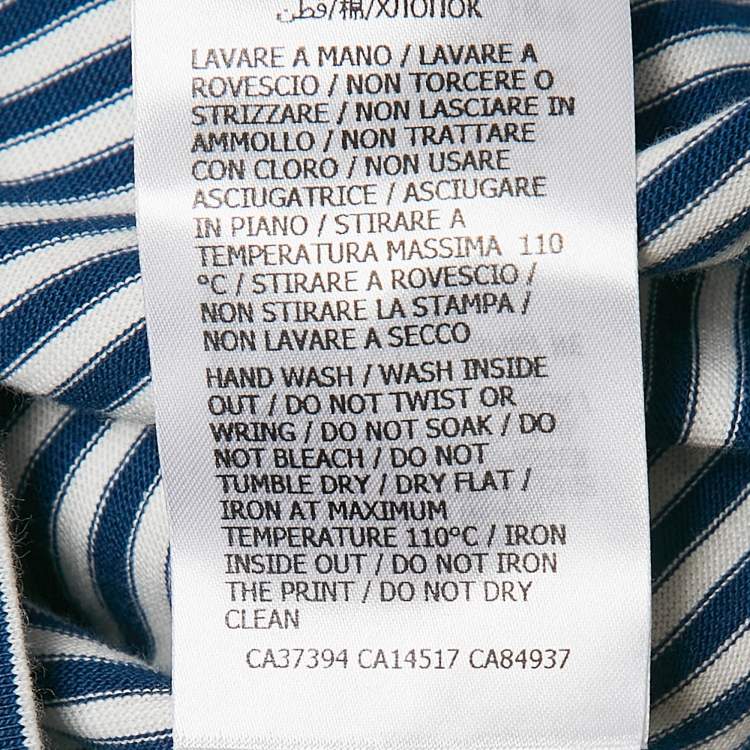 قطن/棉/ХЛОПОК
LAVARE A MANO / LAVARE A
ROVESCIO / NON TORCERE O
STRIZZARE / NON LASCIARE IN
AMMOLLO / NON TRATTARE
CON CLORO / NON USARE
ASCIUGATRICE / ASCIUGARE
IN PIANO / STIRARE A
TEMPERATURA MASSIMA 110
°C / STIRARE A ROVESCIO /
NON STIRARE LA STAMPA /
NON LAVARE A SECCO
HAND WASH / WASH INSIDE
OUT / DO NOT TWIST OR
WRING / DO NOT SOAK / DO
NOT BLEACH / DO NOT
TUMBLE DRY / DRY FLAT /
IRON AT MAXIMUM
TEMPERATURE 110°C / IRON
INSIDE OUT / DO NOT IRON
THE PRINT / DO NOT DRY
CLEAN
CA37394 CA14517 CA84937